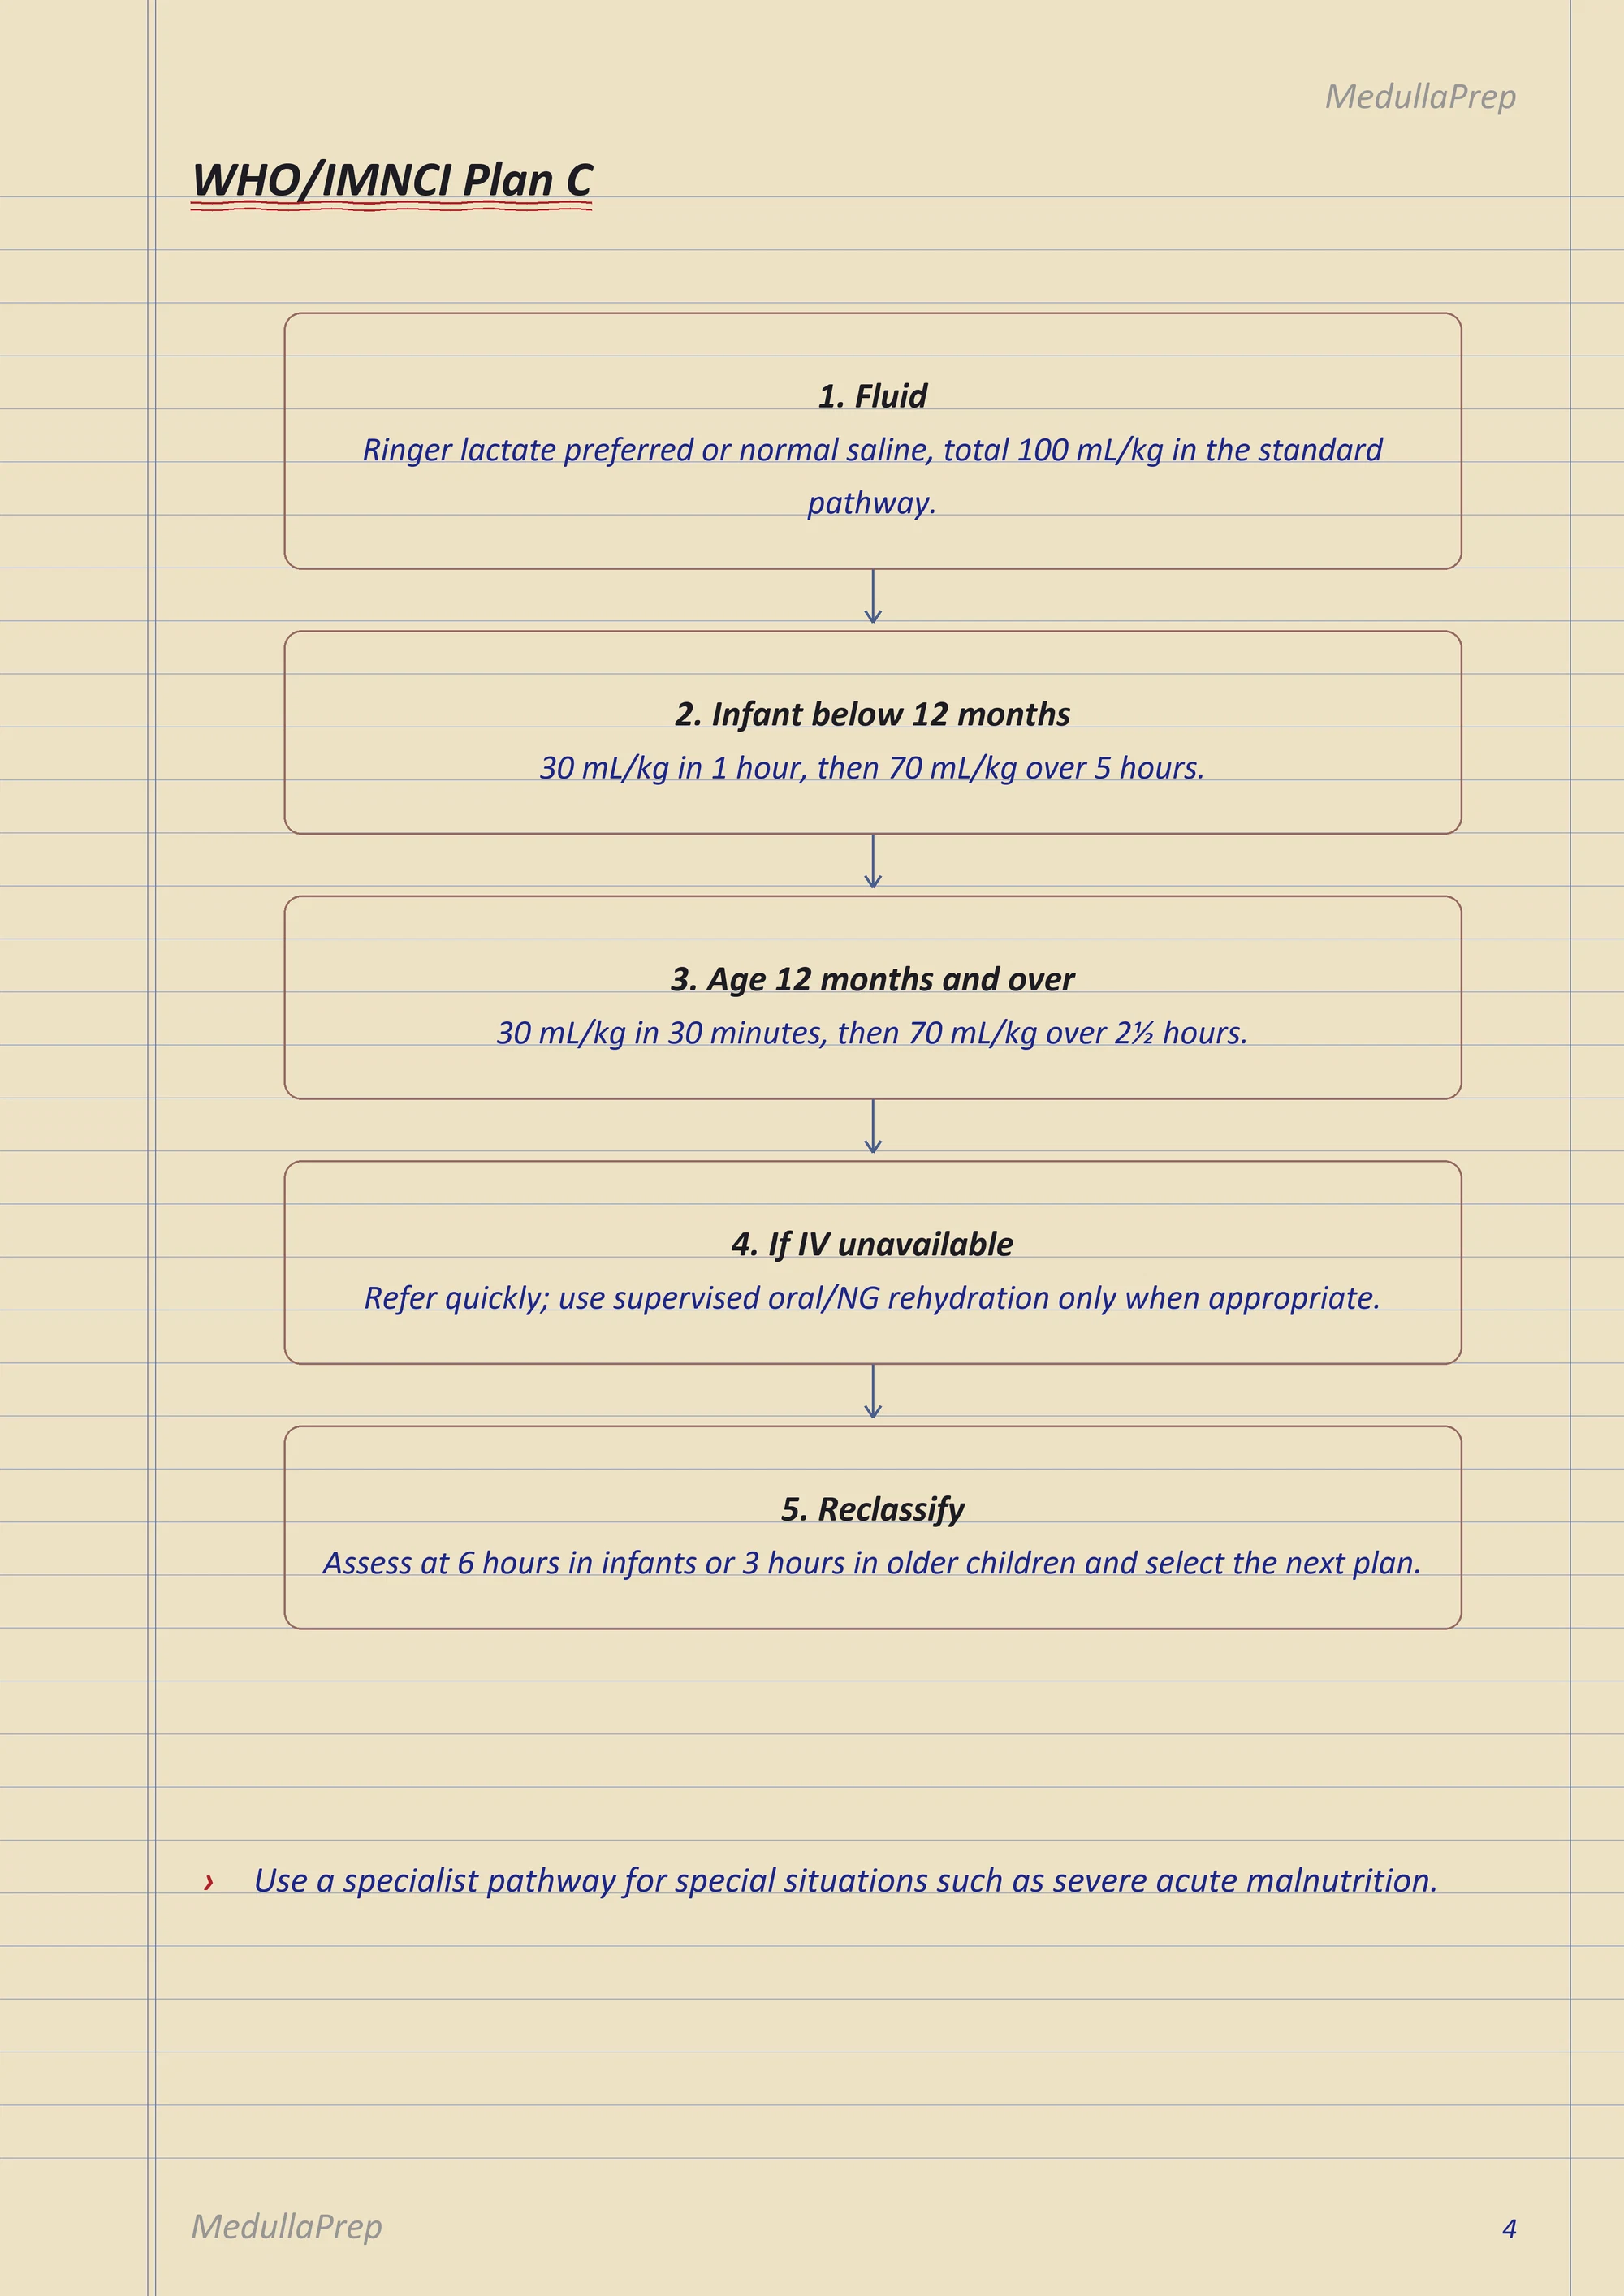 MedullaPrep
WHO/IMNCI Plan C
1. Fluid
Ringer lactate preferred or normal saline, total 100 mL/kg in the standard
pathway.
2. Infant below 12 months
30 mL/kg in 1 hour, then 70 mL/kg over 5 hours.
3. Age 12 months and over
30 mL/kg in 30 minutes, then 70 mL/kg over 2½ hours.
4. If IV unavailable
Refer quickly; use supervised oral/NG rehydration only when appropriate.
5. Reclassify
Assess at 6 hours in infants or 3 hours in older children and select the next plan.
› Use a specialist pathway for special situations such as severe acute malnutrition.
MedullaPrep
4